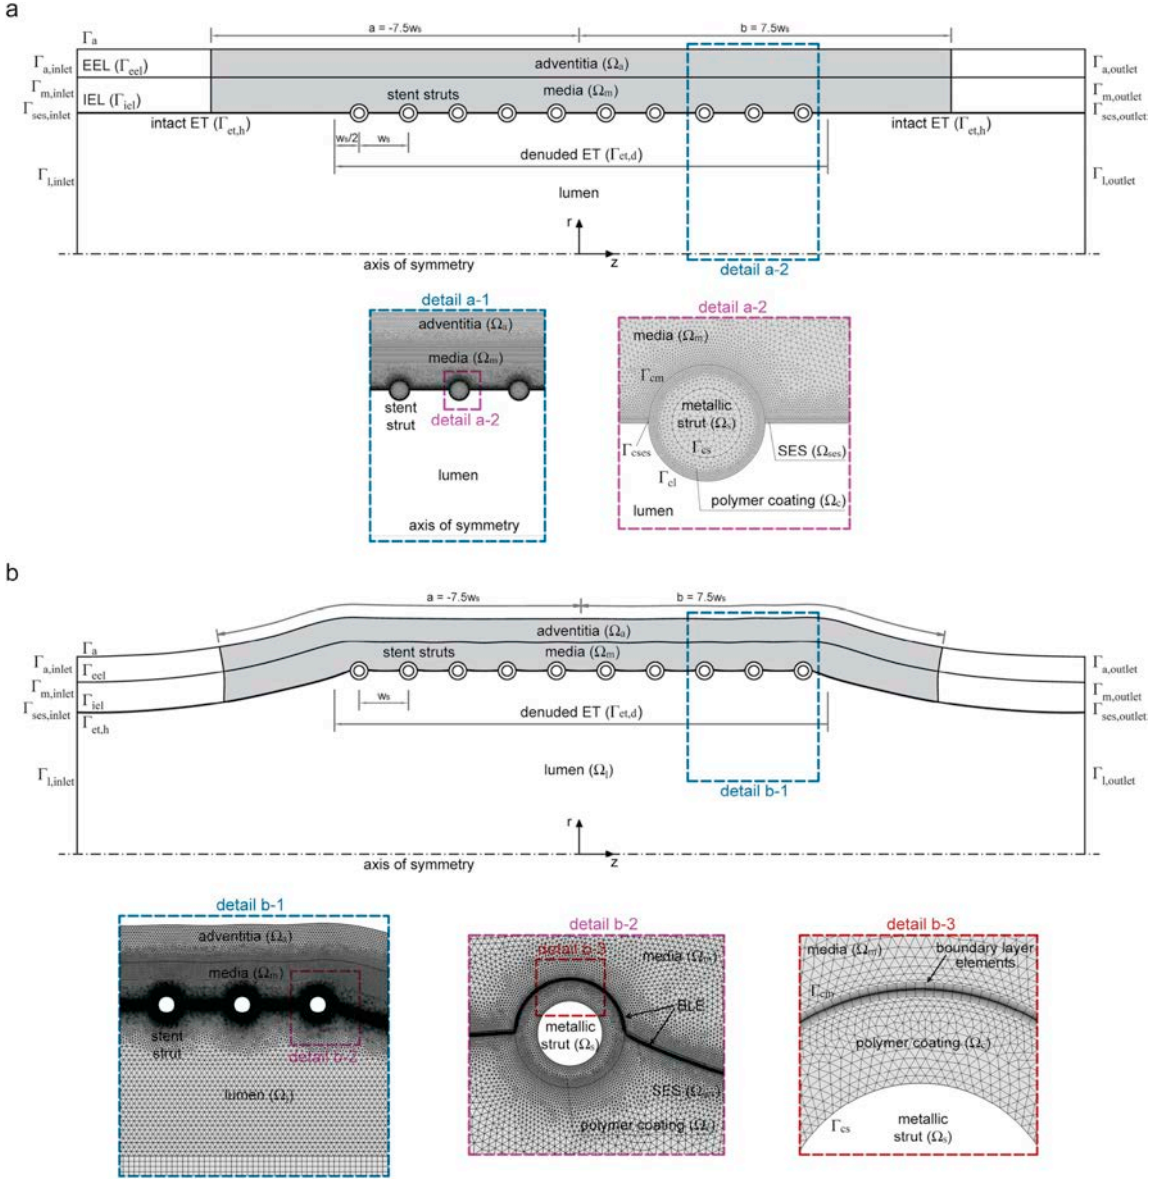 a
a = -7.5wₛ
b = 7.5wₛ
Γa
Γa,inlet
EEL (Γeel)
adventitia (Ωa)
Γa,outlet
Γm,inlet
IEL (Γiel)
stent struts
media (Ωm)
Γm,outlet
Γses,inlet
Γses,outlet
intact ET (Γet,h)
intact ET (Γet,h)
wₛ/2
wₛ
denuded ET (Γet,d)
Γl,inlet
Γl,outlet
lumen
r
z
axis of symmetry
detail a-2
detail a-1
adventitia (Ωa)
media (Ωm)
stent
strut
detail a-2
lumen
axis of symmetry
detail a-2
media (Ωm)
Γcm
metallic
strut (Ωs)
Γcs
Γcses
SES (Ωses)
Γcl
polymer coating (Ωc)
lumen
b
a = -7.5wₛ
b = 7.5wₛ
Γa
adventitia (Ωa)
Γa,inlet
Γeel
stent struts
media (Ωm)
Γa,outlet
Γm,inlet
Γiel
wₛ
Γm,outlet
Γses,inlet
Γet,h
denuded ET (Γet,d)
Γses,outlet
Γl,inlet
lumen (Ωl)
Γl,outlet
detail b-1
r
z
axis of symmetry
detail b-1
adventitia (Ωa)
media (Ωm)
stent
strut
detail b-2
lumen (Ωl)
detail b-2
detail b-3
media (Ωm)
BLE
metallic
strut (Ωs)
SES (Ωses)
polymer coating (Ωc)
detail b-3
media (Ωm)
boundary layer
elements
Γcm
polymer coating (Ωc)
Γcs
metallic
strut (Ωs)